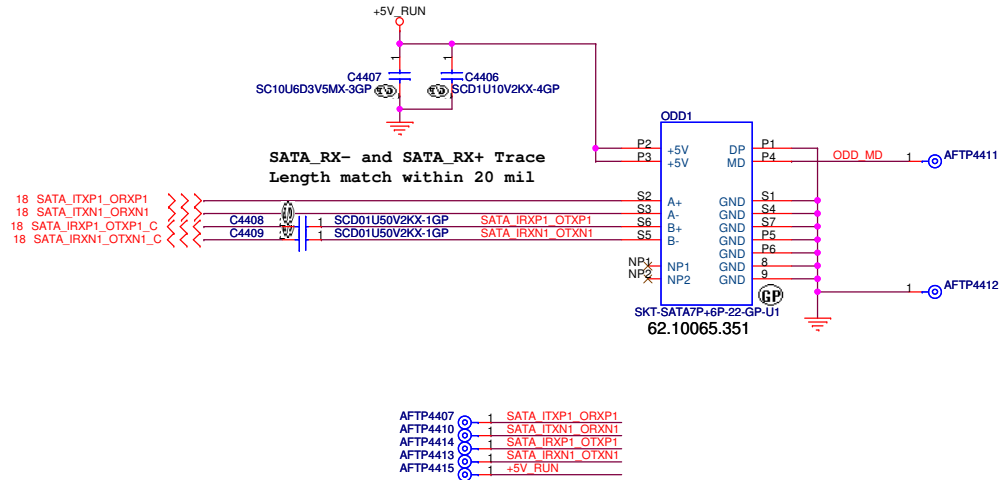 +5V_RUN
1 1
C4407 C4406
SC10U6D3V5MX-3GP SCD1U10V2KX-4GP
ODD1
P2 +5V DP P1
P3 +5V MD P4 ODD_MD 1 AFTP4411
SATA_RX- and SATA_RX+ Trace
Length match within 20 mil
18 SATA_ITXP1_ORXP1 S2 A+ GND S1
18 SATA_ITXN1_ORXN1 S3 A- GND S4
18 SATA_IRXP1_OTXP1_C C4408 1 SCD01U50V2KX-1GP SATA_IRXP1_OTXP1 S6 B+ GND S7
18 SATA_IRXN1_OTXN1_C C4409 1 SCD01U50V2KX-1GP SATA_IRXN1_OTXN1 S5 B- GND P5
GND P6
NP1 NP1 GND 8
NP2 NP2 GND 9
1 AFTP4412
GP
SKT-SATA7P+6P-22-GP-U1
62.10065.351
AFTP4407 1 SATA_ITXP1_ORXP1
AFTP4410 1 SATA_ITXN1_ORXN1
AFTP4414 1 SATA_IRXP1_OTXP1
AFTP4413 1 SATA_IRXN1_OTXN1
AFTP4415 1 +5V_RUN